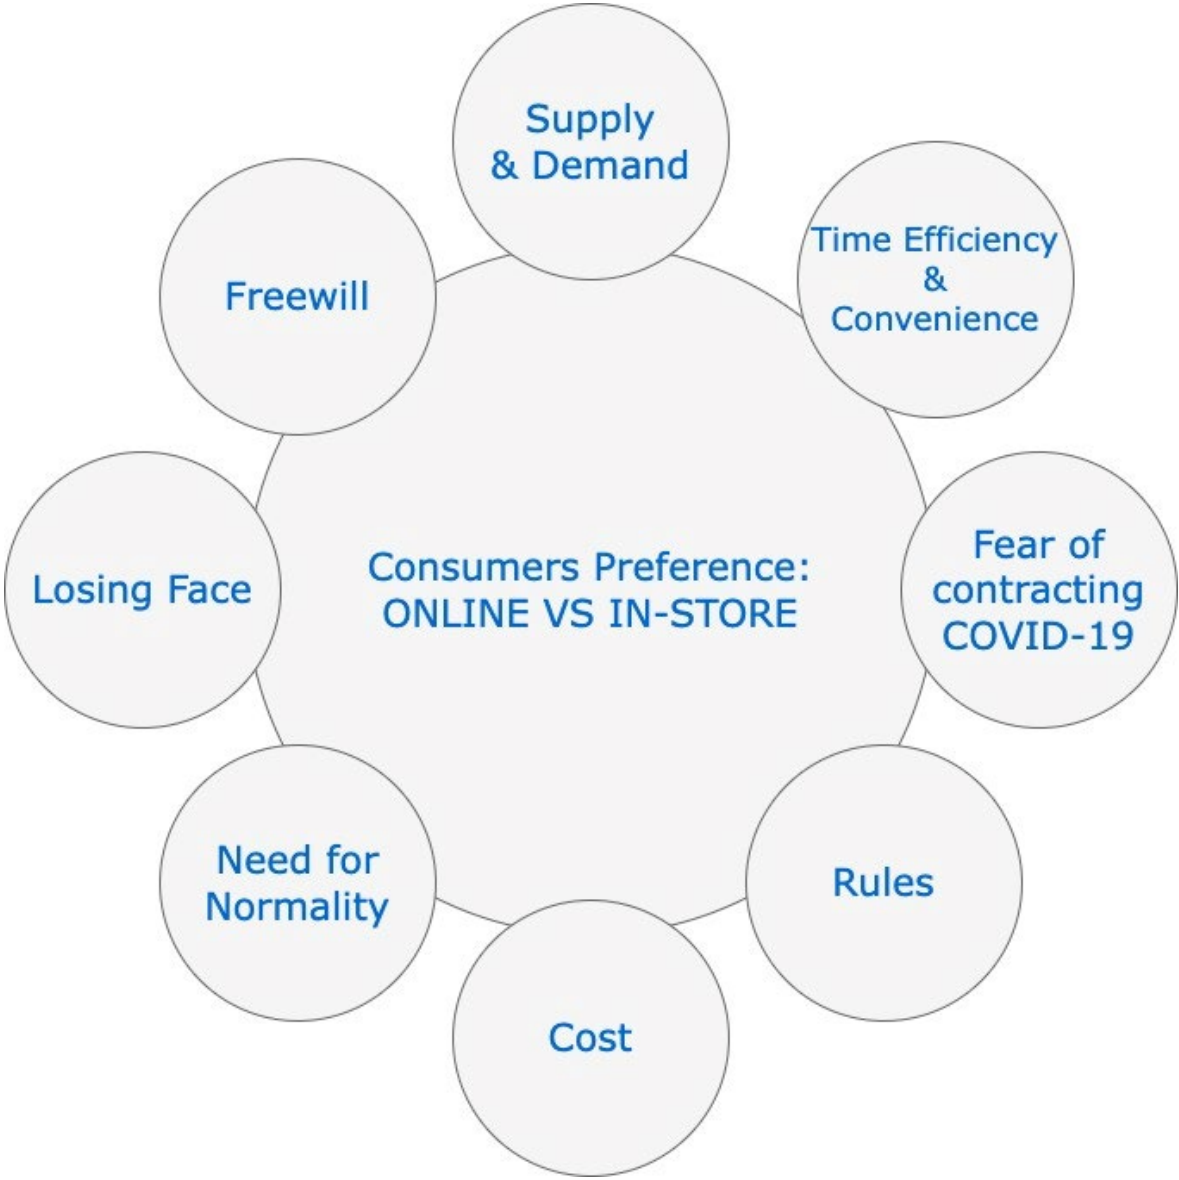 Supply
& Demand
Time Efficiency
&
Convenience
Freewill
Fear of
contracting
COVID-19
Consumers Preference:
ONLINE VS IN-STORE
Losing Face
Need for
Normality
Rules
Cost